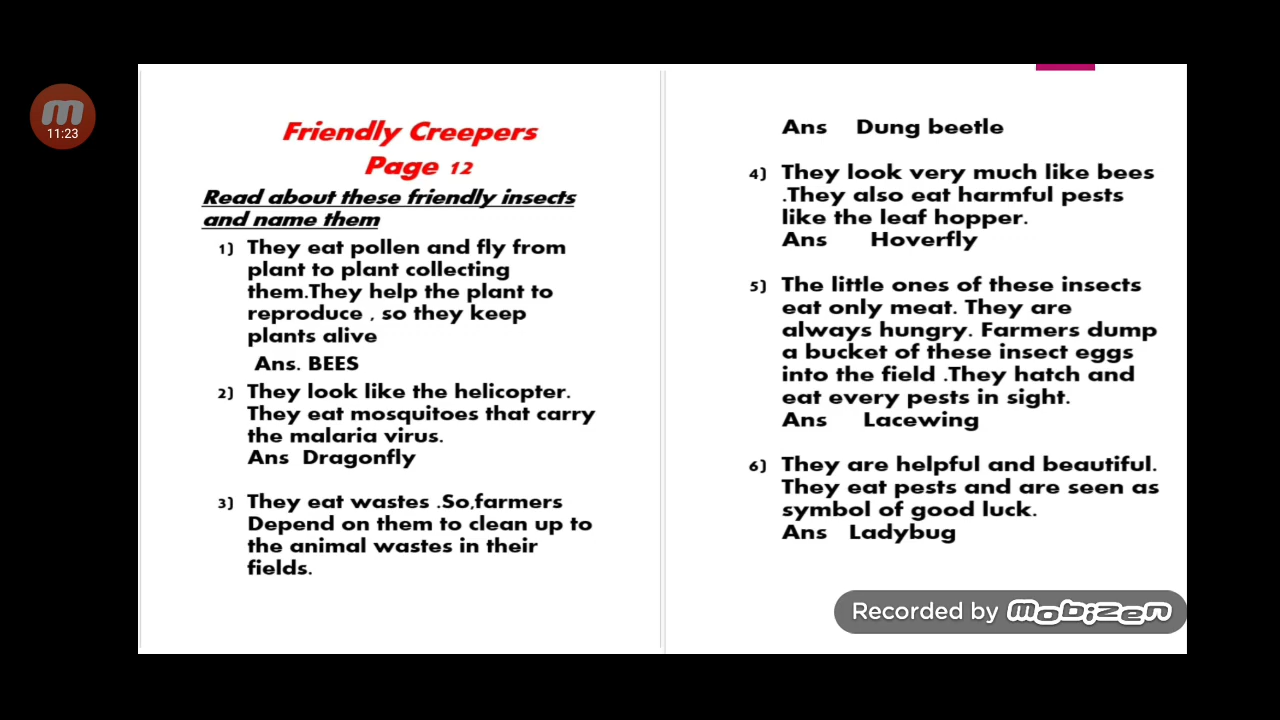 11:23
Friendly Creepers
Page 12
Read about these friendly insects
and name them
1) They eat pollen and fly from
plant to plant collecting
them.They help the plant to
reproduce , so they keep
plants alive
Ans. BEES
2) They look like the helicopter.
They eat mosquitoes that carry
the malaria virus.
Ans Dragonfly
3) They eat wastes .So,farmers
Depend on them to clean up to
the animal wastes in their
fields.
Ans Dung beetle
4) They look very much like bees
.They also eat harmful pests
like the leaf hopper.
Ans Hoverfly
5) The little ones of these insects
eat only meat. They are
always hungry. Farmers dump
a bucket of these insect eggs
into the field .They hatch and
eat every pests in sight.
Ans Lacewing
6) They are helpful and beautiful.
They eat pests and are seen as
symbol of good luck.
Ans Ladybug
Recorded by mobizen